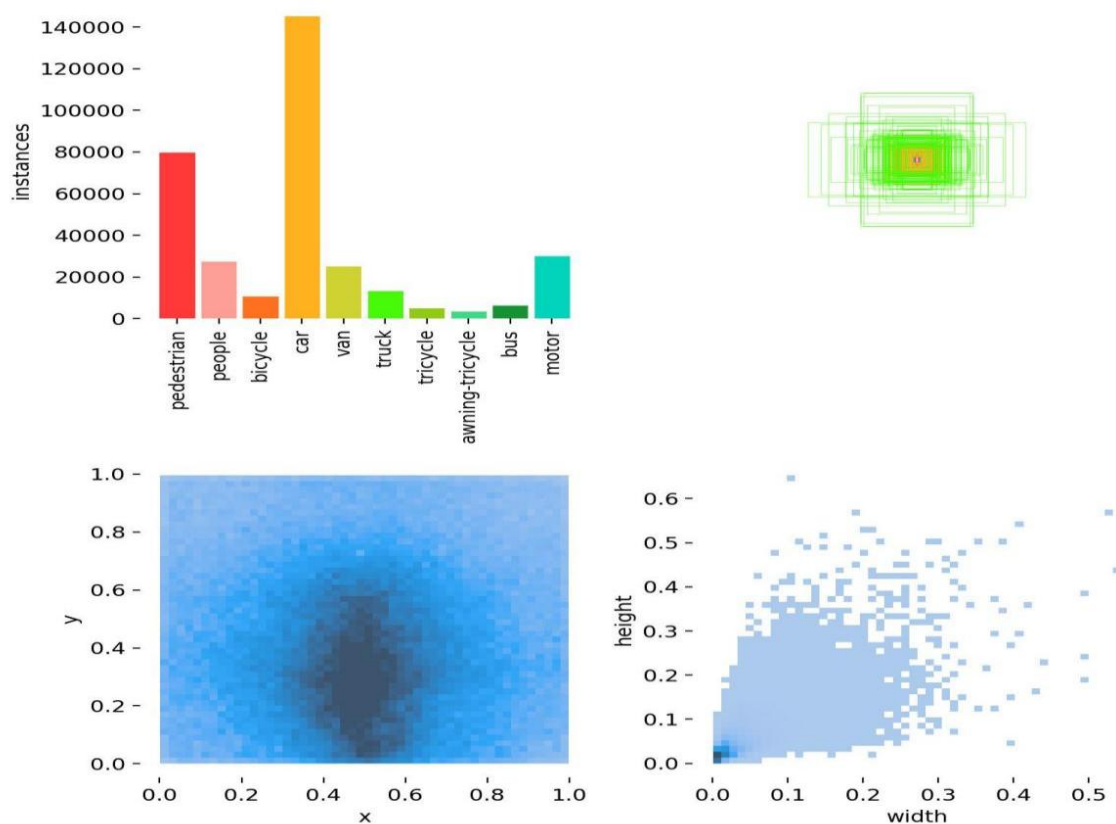 140000
120000
100000
80000
60000
40000
20000
0
instances
pedestrian
people
bicycle
car
van
truck
tricycle
awning-tricycle
bus
motor
1.0
0.8
0.6
0.4
0.2
0.0
y
0.0 0.2 0.4 0.6 0.8 1.0
x
0.6
0.5
0.4
0.3
0.2
0.1
0.0
height
0.0 0.1 0.2 0.3 0.4 0.5
width